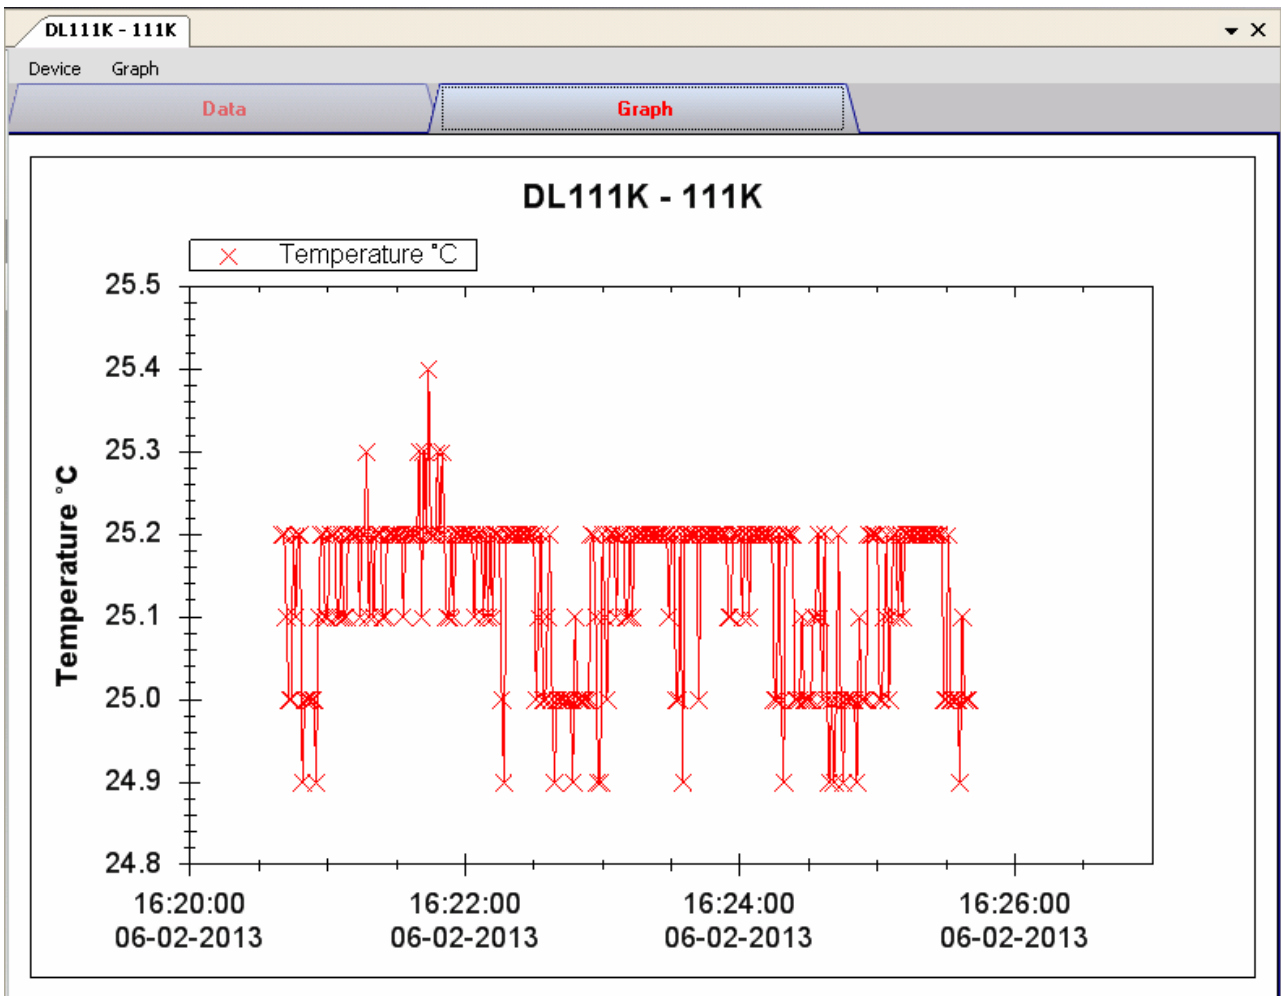 DL111K - 111K
Device Graph
Data Graph
DL111K - 111K
Temperature °C
25.5
25.4
25.3
25.2
25.1
25.0
24.9
24.8
Temperature °C
16:20:00 16:22:00 16:24:00 16:26:00
06-02-2013 06-02-2013 06-02-2013 06-02-2013